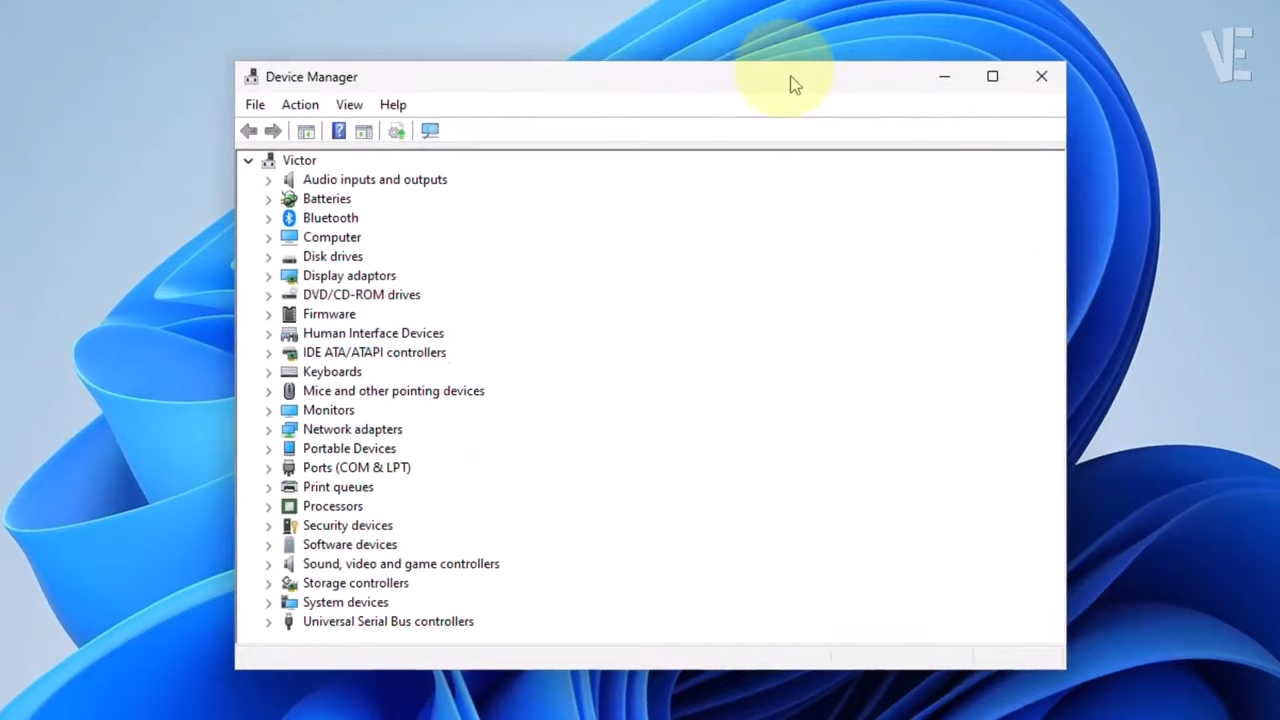 VE
Device Manager
File Action View Help
Victor
Audio inputs and outputs
Batteries
Bluetooth
Computer
Disk drives
Display adaptors
DVD/CD-ROM drives
Firmware
Human Interface Devices
IDE ATA/ATAPI controllers
Keyboards
Mice and other pointing devices
Monitors
Network adapters
Portable Devices
Ports (COM & LPT)
Print queues
Processors
Security devices
Software devices
Sound, video and game controllers
Storage controllers
System devices
Universal Serial Bus controllers